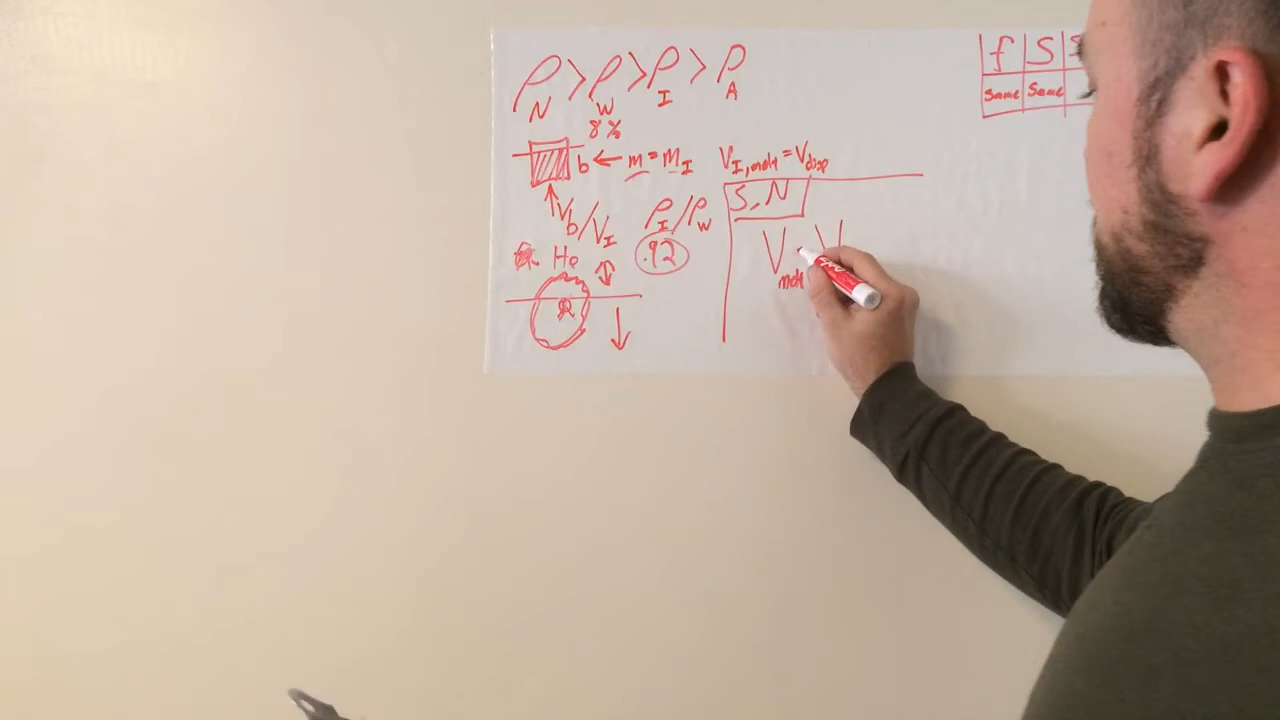 ρN > ρW > ρI > ρA
8%
b ← m = mI
VI,melt = Vdisp
S, N
Vb/VI
ρI/ρW
.92
He
V V
melt
f S
Same Same